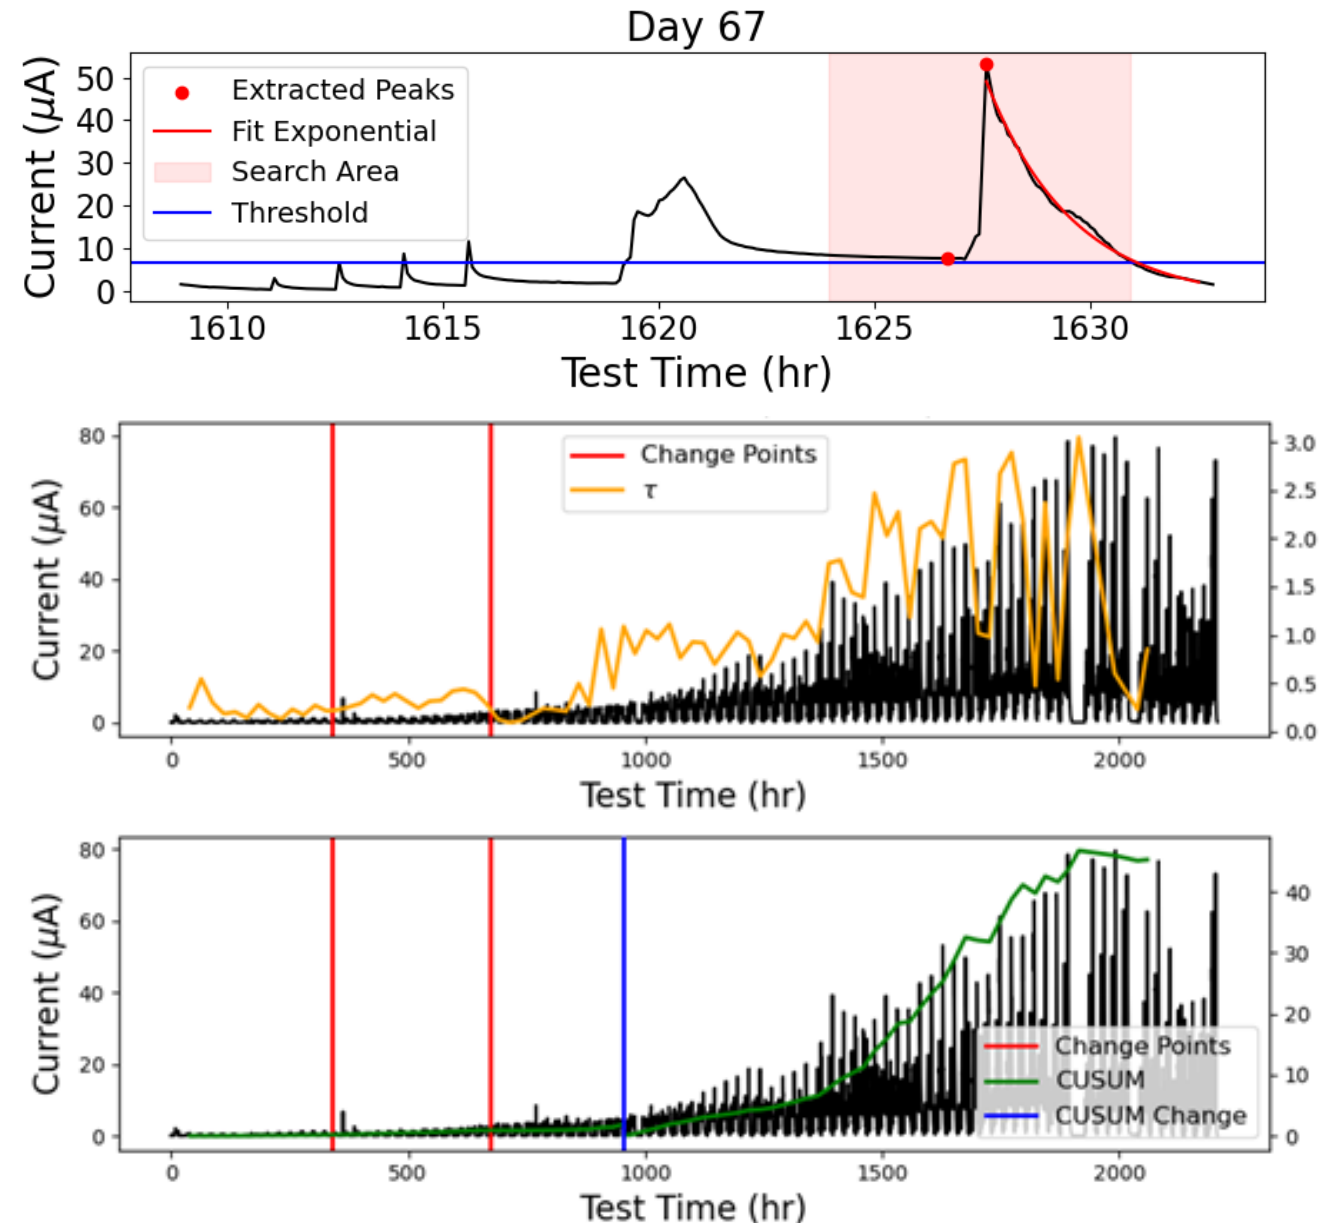 Day 67
Current (μA)
50
40
30
20
10
0
Extracted Peaks
Fit Exponential
Search Area
Threshold
1610 1615 1620 1625 1630
Test Time (hr)
Current (μA)
80
60
40
20
0
Change Points
τ
3.0
2.5
2.0
1.5
1.0
0.5
0.0
0 500 1000 1500 2000
Test Time (hr)
Current (μA)
80
60
40
20
0
40
30
20
10
0
Change Points
CUSUM
CUSUM Change
0 500 1000 1500 2000
Test Time (hr)